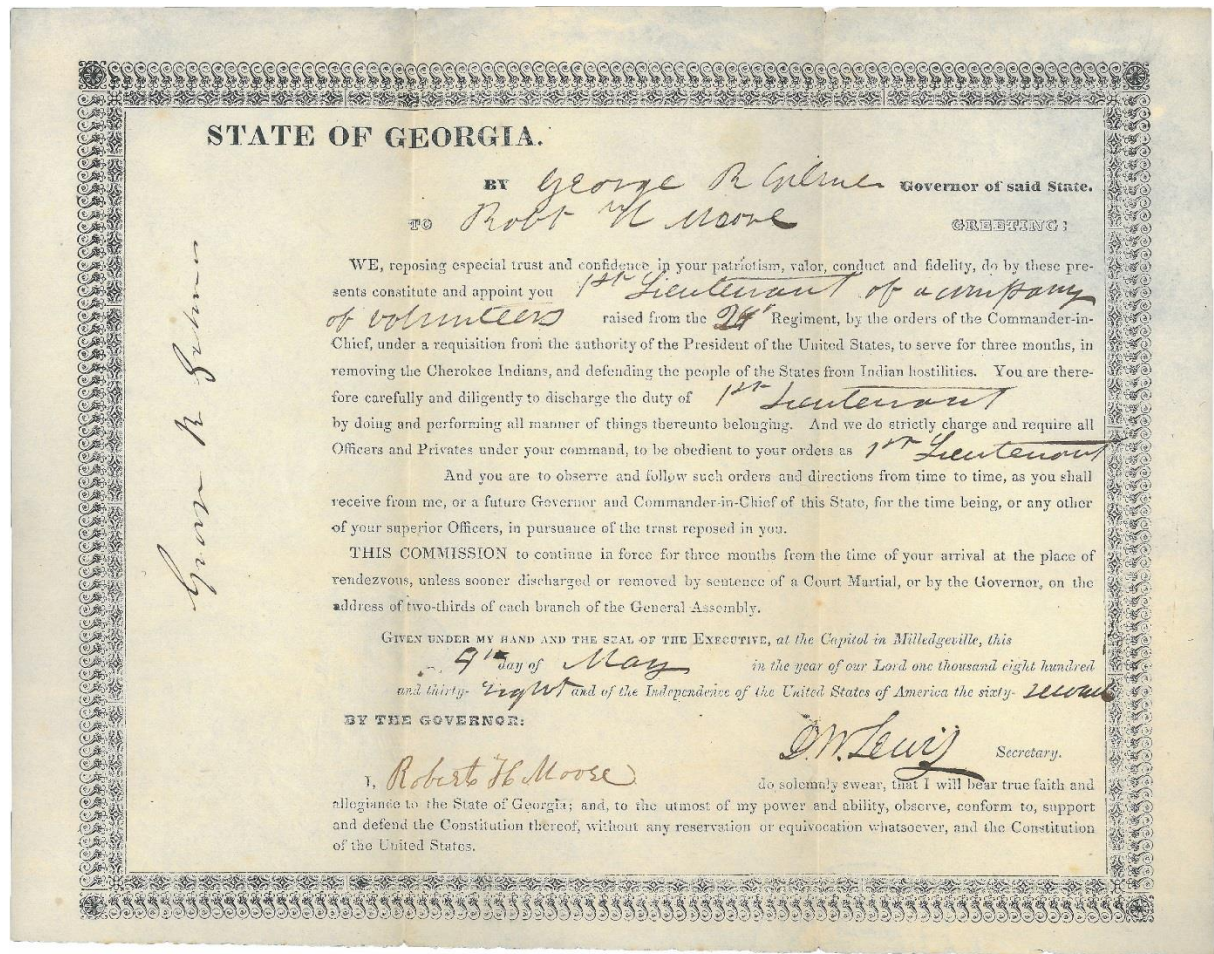 STATE OF GEORGIA.
BY George R Gilmer Governor of said State.
TO Robt H Moore GREETING:
WE, reposing especial trust and confidence in your patriotism, valor, conduct and fidelity, do by these pre-
sents constitute and appoint you 1st Lieutenant of a company
of volunteers raised from the Regiment, by the orders of the Commander-in-
Chief, under a requisition from the authority of the President of the United States, to serve for three months, in
removing the Cherokee Indians, and defending the people of the States from Indian hostilities. You are there-
fore carefully and diligently to discharge the duty of 1st Lieutenant
by doing and performing all manner of things thereunto belonging. And we do strictly charge and require all
Officers and Privates under your command, to be obedient to your orders as 1st Lieutenant
And you are to observe and follow such orders and directions from time to time, as you shall
receive from me, or a future Governor and Commander-in-Chief of this State, for the time being, or any other
of your superior Officers, in pursuance of the trust reposed in you.
THIS COMMISSION to continue in force for three months from the time of your arrival at the place of
rendezvous, unless sooner discharged or removed by sentence of a Court Martial, or by the Governor, on the
address of two-thirds of each branch of the General Assembly.
GIVEN UNDER MY HAND AND THE SEAL OF THE EXECUTIVE, at the Capitol in Milledgeville, this
9th day of May in the year of our Lord one thousand eight hundred
and thirty- eight and of the Independence of the United States of America the sixty- second
BY THE GOVERNOR:
D. W. Lewis Secretary.
I, Robert H Moore do solemnly swear, that I will bear true faith and
allegiance to the State of Georgia; and, to the utmost of my power and ability, observe, conform to, support
and defend the Constitution thereof, without any reservation or equivocation whatsoever, and the Constitution
of the United States.
George R Gilmer